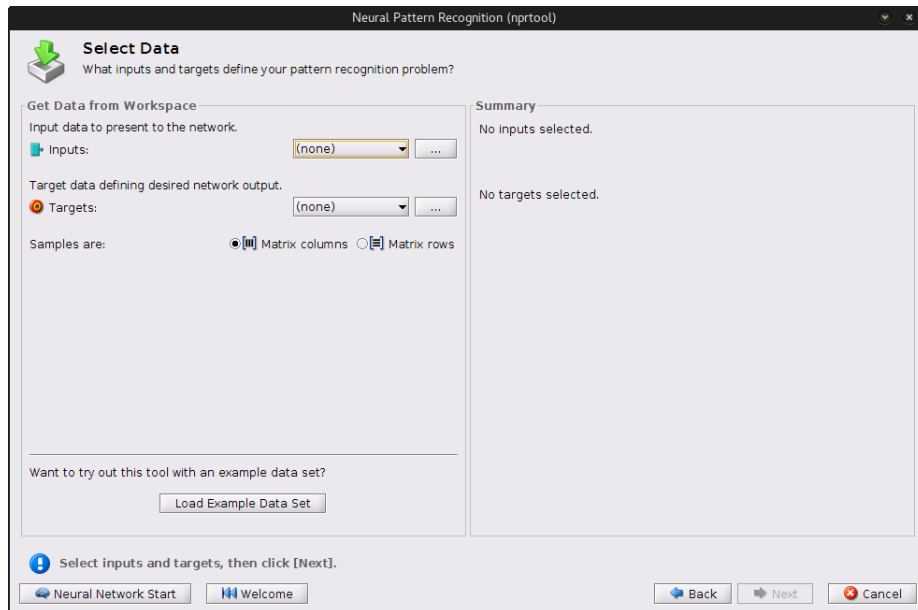 Neural Pattern Recognition (nprtool)
Select Data
What inputs and targets define your pattern recognition problem?
Get Data from Workspace
Input data to present to the network.
Inputs: (none) ...
Target data defining desired network output.
Targets: (none) ...
Samples are: Matrix columns Matrix rows
Want to try out this tool with an example data set?
Load Example Data Set
Summary
No inputs selected.
No targets selected.
Select inputs and targets, then click [Next].
Neural Network Start Welcome Back Next Cancel